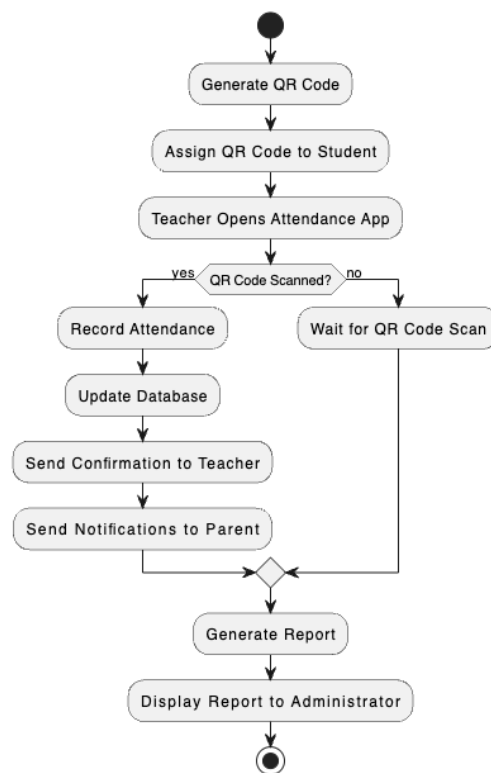 Generate QR Code
Assign QR Code to Student
Teacher Opens Attendance App
yes
QR Code Scanned?
no
Record Attendance
Wait for QR Code Scan
Update Database
Send Confirmation to Teacher
Send Notifications to Parent
Generate Report
Display Report to Administrator